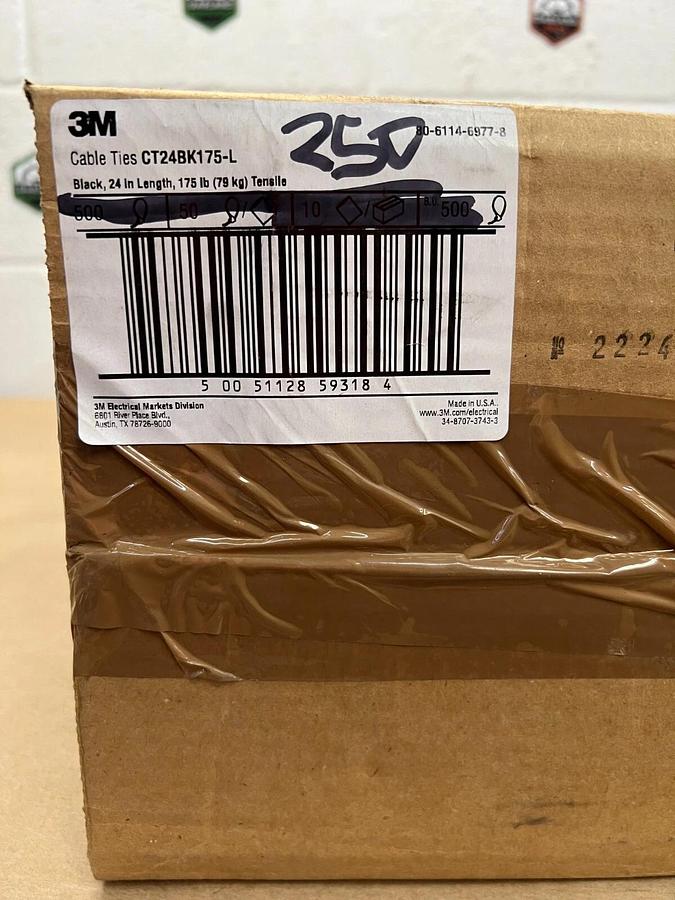 3M
250
80-6114-6977-8
Cable Ties CT24BK175-L
Black, 24 in Length, 175 lb (79 kg) Tensile
500 50 / 10 / B.O. 500
5 00 51128 59318 4
3M Electrical Markets Division
6801 River Place Blvd.,
Austin, TX 78726-9000
Made in U.S.A.
www.3M.com/electrical
34-8707-3743-3
№ 2224